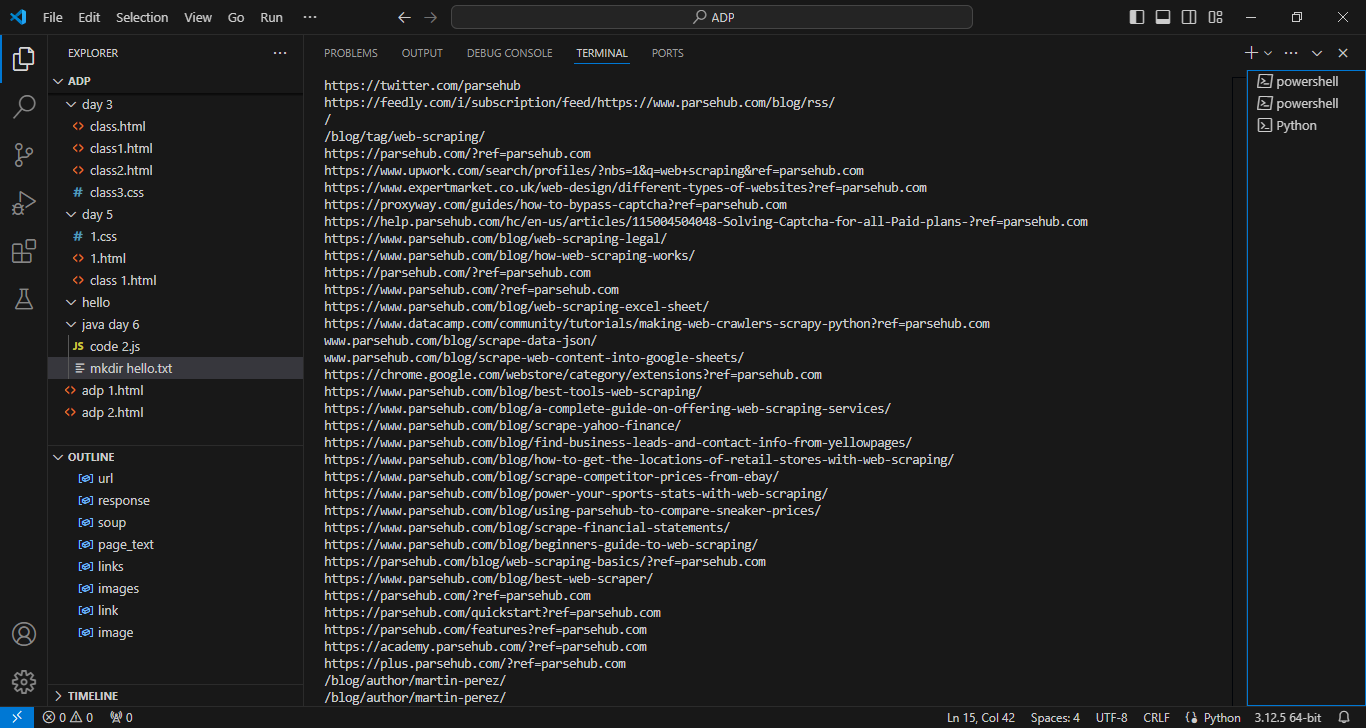 File Edit Selection View Go Run ··· ADP
EXPLORER ···
ADP
day 3
class.html
class1.html
class2.html
# class3.css
day 5
# 1.css
1.html
class 1.html
hello
java day 6
JS code 2.js
mkdir hello.txt
adp 1.html
adp 2.html
OUTLINE
url
response
soup
page_text
links
images
link
image
TIMELINE
PROBLEMS OUTPUT DEBUG CONSOLE TERMINAL PORTS
https://twitter.com/parsehub
https://feedly.com/i/subscription/feed/https://www.parsehub.com/blog/rss/
/
/blog/tag/web-scraping/
https://parsehub.com/?ref=parsehub.com
https://www.upwork.com/search/profiles/?nbs=1&q=web+scraping&ref=parsehub.com
https://www.expertmarket.co.uk/web-design/different-types-of-websites?ref=parsehub.com
https://proxyway.com/guides/how-to-bypass-captcha?ref=parsehub.com
https://help.parsehub.com/hc/en-us/articles/115004504048-Solving-Captcha-for-all-Paid-plans-?ref=parsehub.com
https://www.parsehub.com/blog/web-scraping-legal/
https://www.parsehub.com/blog/how-web-scraping-works/
https://parsehub.com/?ref=parsehub.com
https://www.parsehub.com/?ref=parsehub.com
https://www.parsehub.com/blog/web-scraping-excel-sheet/
https://www.datacamp.com/community/tutorials/making-web-crawlers-scrapy-python?ref=parsehub.com
www.parsehub.com/blog/scrape-data-json/
www.parsehub.com/blog/scrape-web-content-into-google-sheets/
https://chrome.google.com/webstore/category/extensions?ref=parsehub.com
https://www.parsehub.com/blog/best-tools-web-scraping/
https://www.parsehub.com/blog/a-complete-guide-on-offering-web-scraping-services/
https://www.parsehub.com/blog/scrape-yahoo-finance/
https://www.parsehub.com/blog/find-business-leads-and-contact-info-from-yellowpages/
https://www.parsehub.com/blog/how-to-get-the-locations-of-retail-stores-with-web-scraping/
https://www.parsehub.com/blog/scrape-competitor-prices-from-ebay/
https://www.parsehub.com/blog/power-your-sports-stats-with-web-scraping/
https://www.parsehub.com/blog/using-parsehub-to-compare-sneaker-prices/
https://www.parsehub.com/blog/scrape-financial-statements/
https://www.parsehub.com/blog/beginners-guide-to-web-scraping/
https://parsehub.com/blog/web-scraping-basics/?ref=parsehub.com
https://www.parsehub.com/blog/best-web-scraper/
https://parsehub.com/?ref=parsehub.com
https://parsehub.com/quickstart?ref=parsehub.com
https://parsehub.com/features?ref=parsehub.com
https://academy.parsehub.com/?ref=parsehub.com
https://plus.parsehub.com/?ref=parsehub.com
/blog/author/martin-perez/
/blog/author/martin-perez/
powershell
powershell
Python
0 0 0 Ln 15, Col 42 Spaces: 4 UTF-8 CRLF Python 3.12.5 64-bit